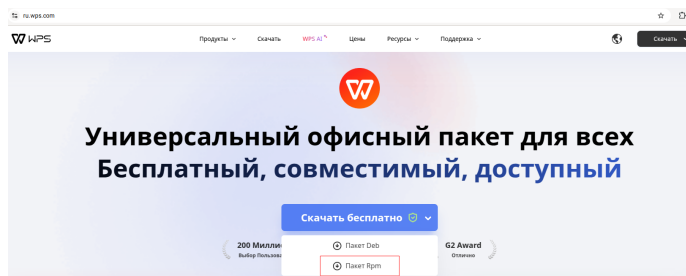 ru.wps.com
WPS
Продукты
Скачать
WPS AI
Цены
Ресурсы
Поддержка
Скачать
Универсальный офисный пакет для всех
Бесплатный, совместимый, доступный
Скачать бесплатно
200 Миллио
Выбор Пользова
Пакет Deb
Пакет Rpm
G2 Award
Отлично